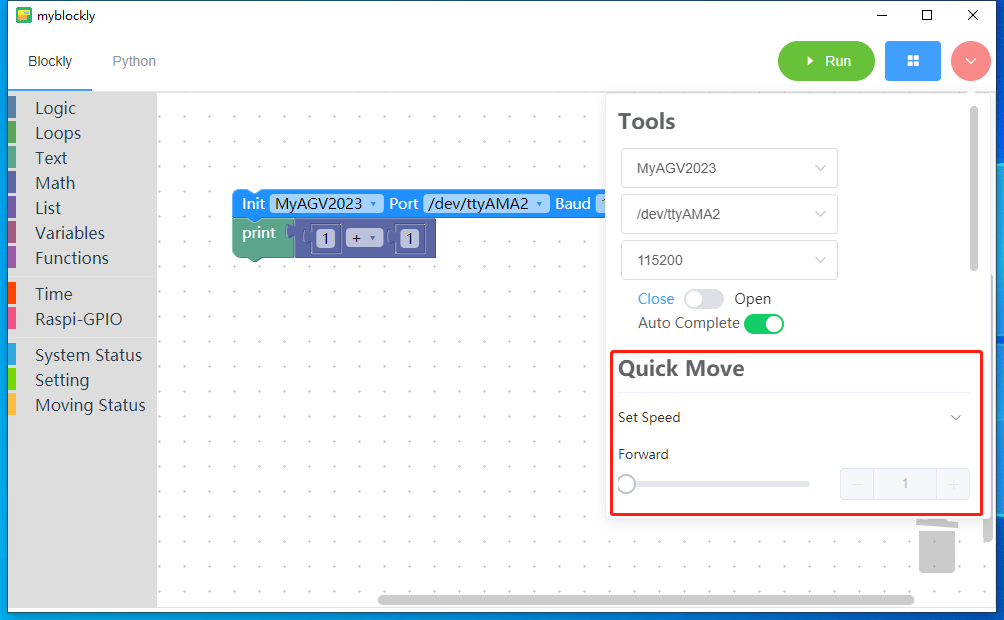 myblockly
Blockly Python Run
Logic
Loops
Text
Math
List
Variables
Functions
Time
Raspi-GPIO
System Status
Setting
Moving Status
Init MyAGV2023 Port /dev/ttyAMA2 Baud
print 1 + 1
Tools
MyAGV2023
/dev/ttyAMA2
115200
Close Open
Auto Complete
Quick Move
Set Speed
Forward
1